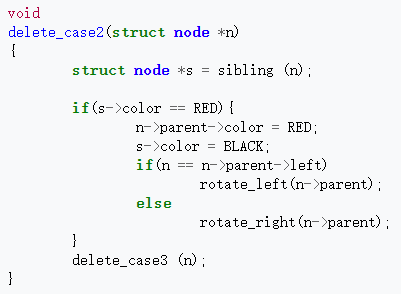 void
delete_case2(struct node *n)
{
        struct node *s = sibling (n);

        if(s->color == RED){
                n->parent->color = RED;
                s->color = BLACK;
                if(n == n->parent->left)
                        rotate_left(n->parent);
                else
                        rotate_right(n->parent);
        }
        delete_case3 (n);
}